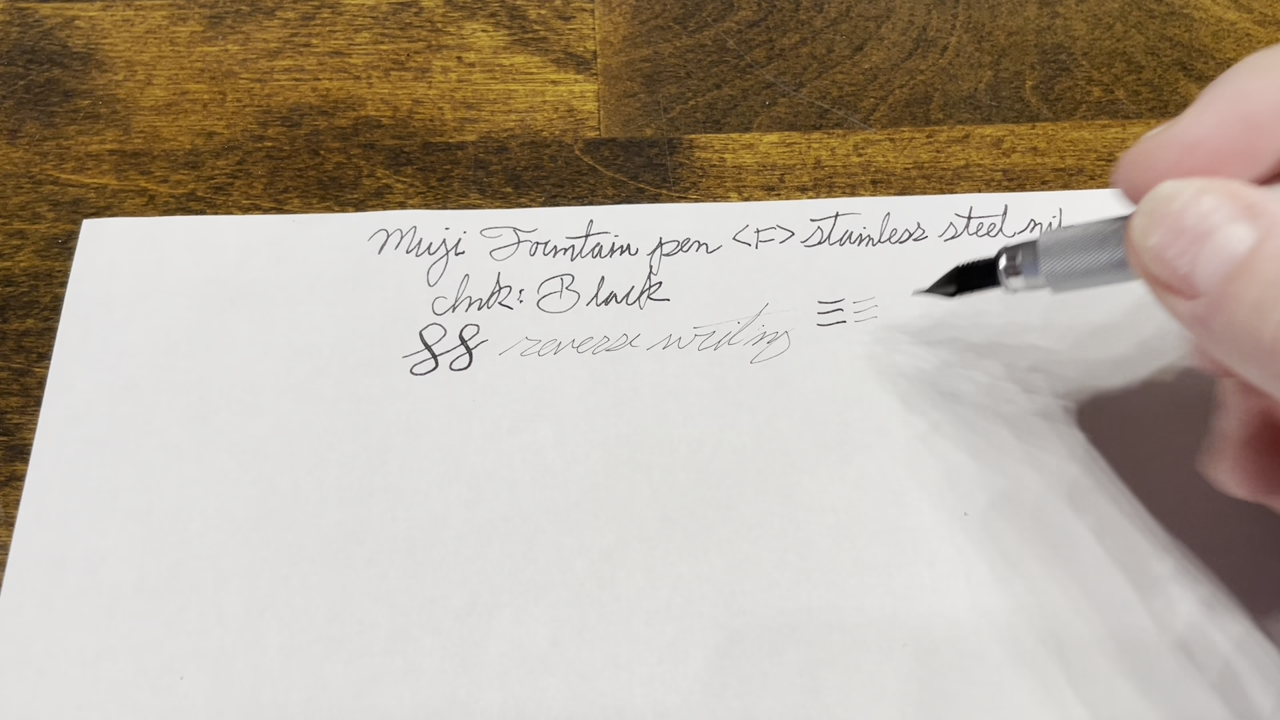 Muji Fountain pen <F> stainless steel nib
Ink: Black
88 reverse writing